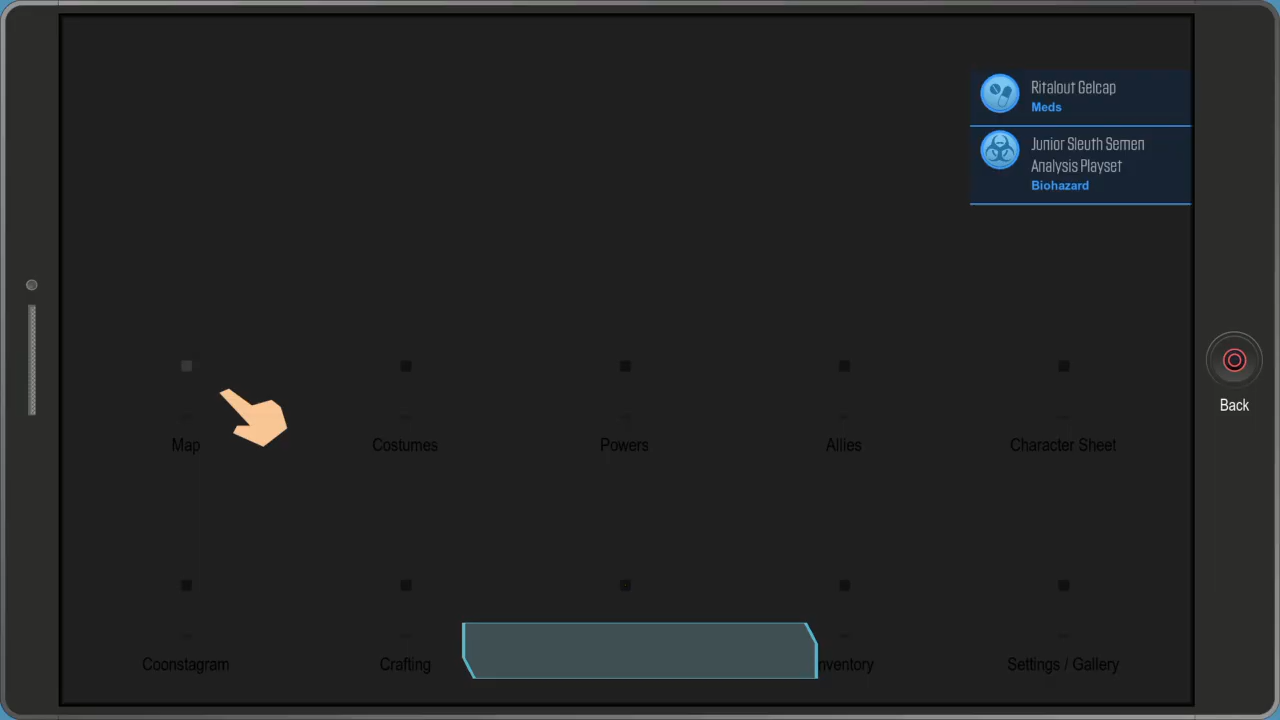 Ritalout Gelcap
Meds
Junior Sleuth Semen
Analysis Playset
Biohazard
Back
Map
Costumes
Powers
Allies
Character Sheet
Coonstagram
Crafting
Settings / Gallery